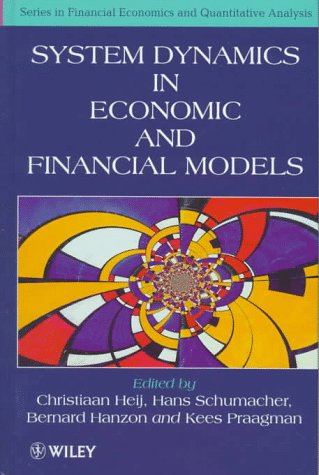 Series in Financial Economics and Quantitative Analysis
SYSTEM DYNAMICS
IN
ECONOMIC
AND
FINANCIAL MODELS
Edited by
Christiaan Heij, Hans Schumacher,
Bernard Hanzon and Kees Praagman
WILEY